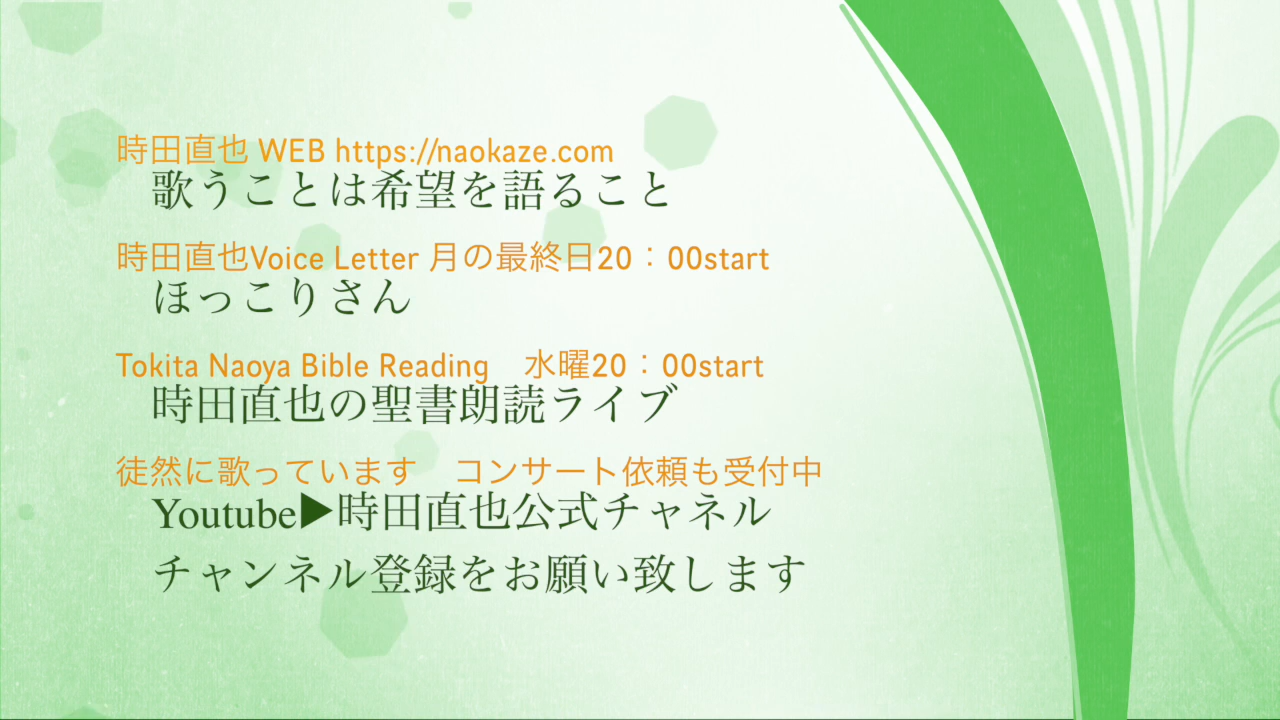 時田直也 WEB https://naokaze.com
歌うことは希望を語ること
時田直也Voice Letter 月の最終日20：00start
ほっこりさん
Tokita Naoya Bible Reading　水曜20：00start
時田直也の聖書朗読ライブ
徒然に歌っています　コンサート依頼も受付中
Youtube▶時田直也公式チャネル
チャンネル登録をお願い致します